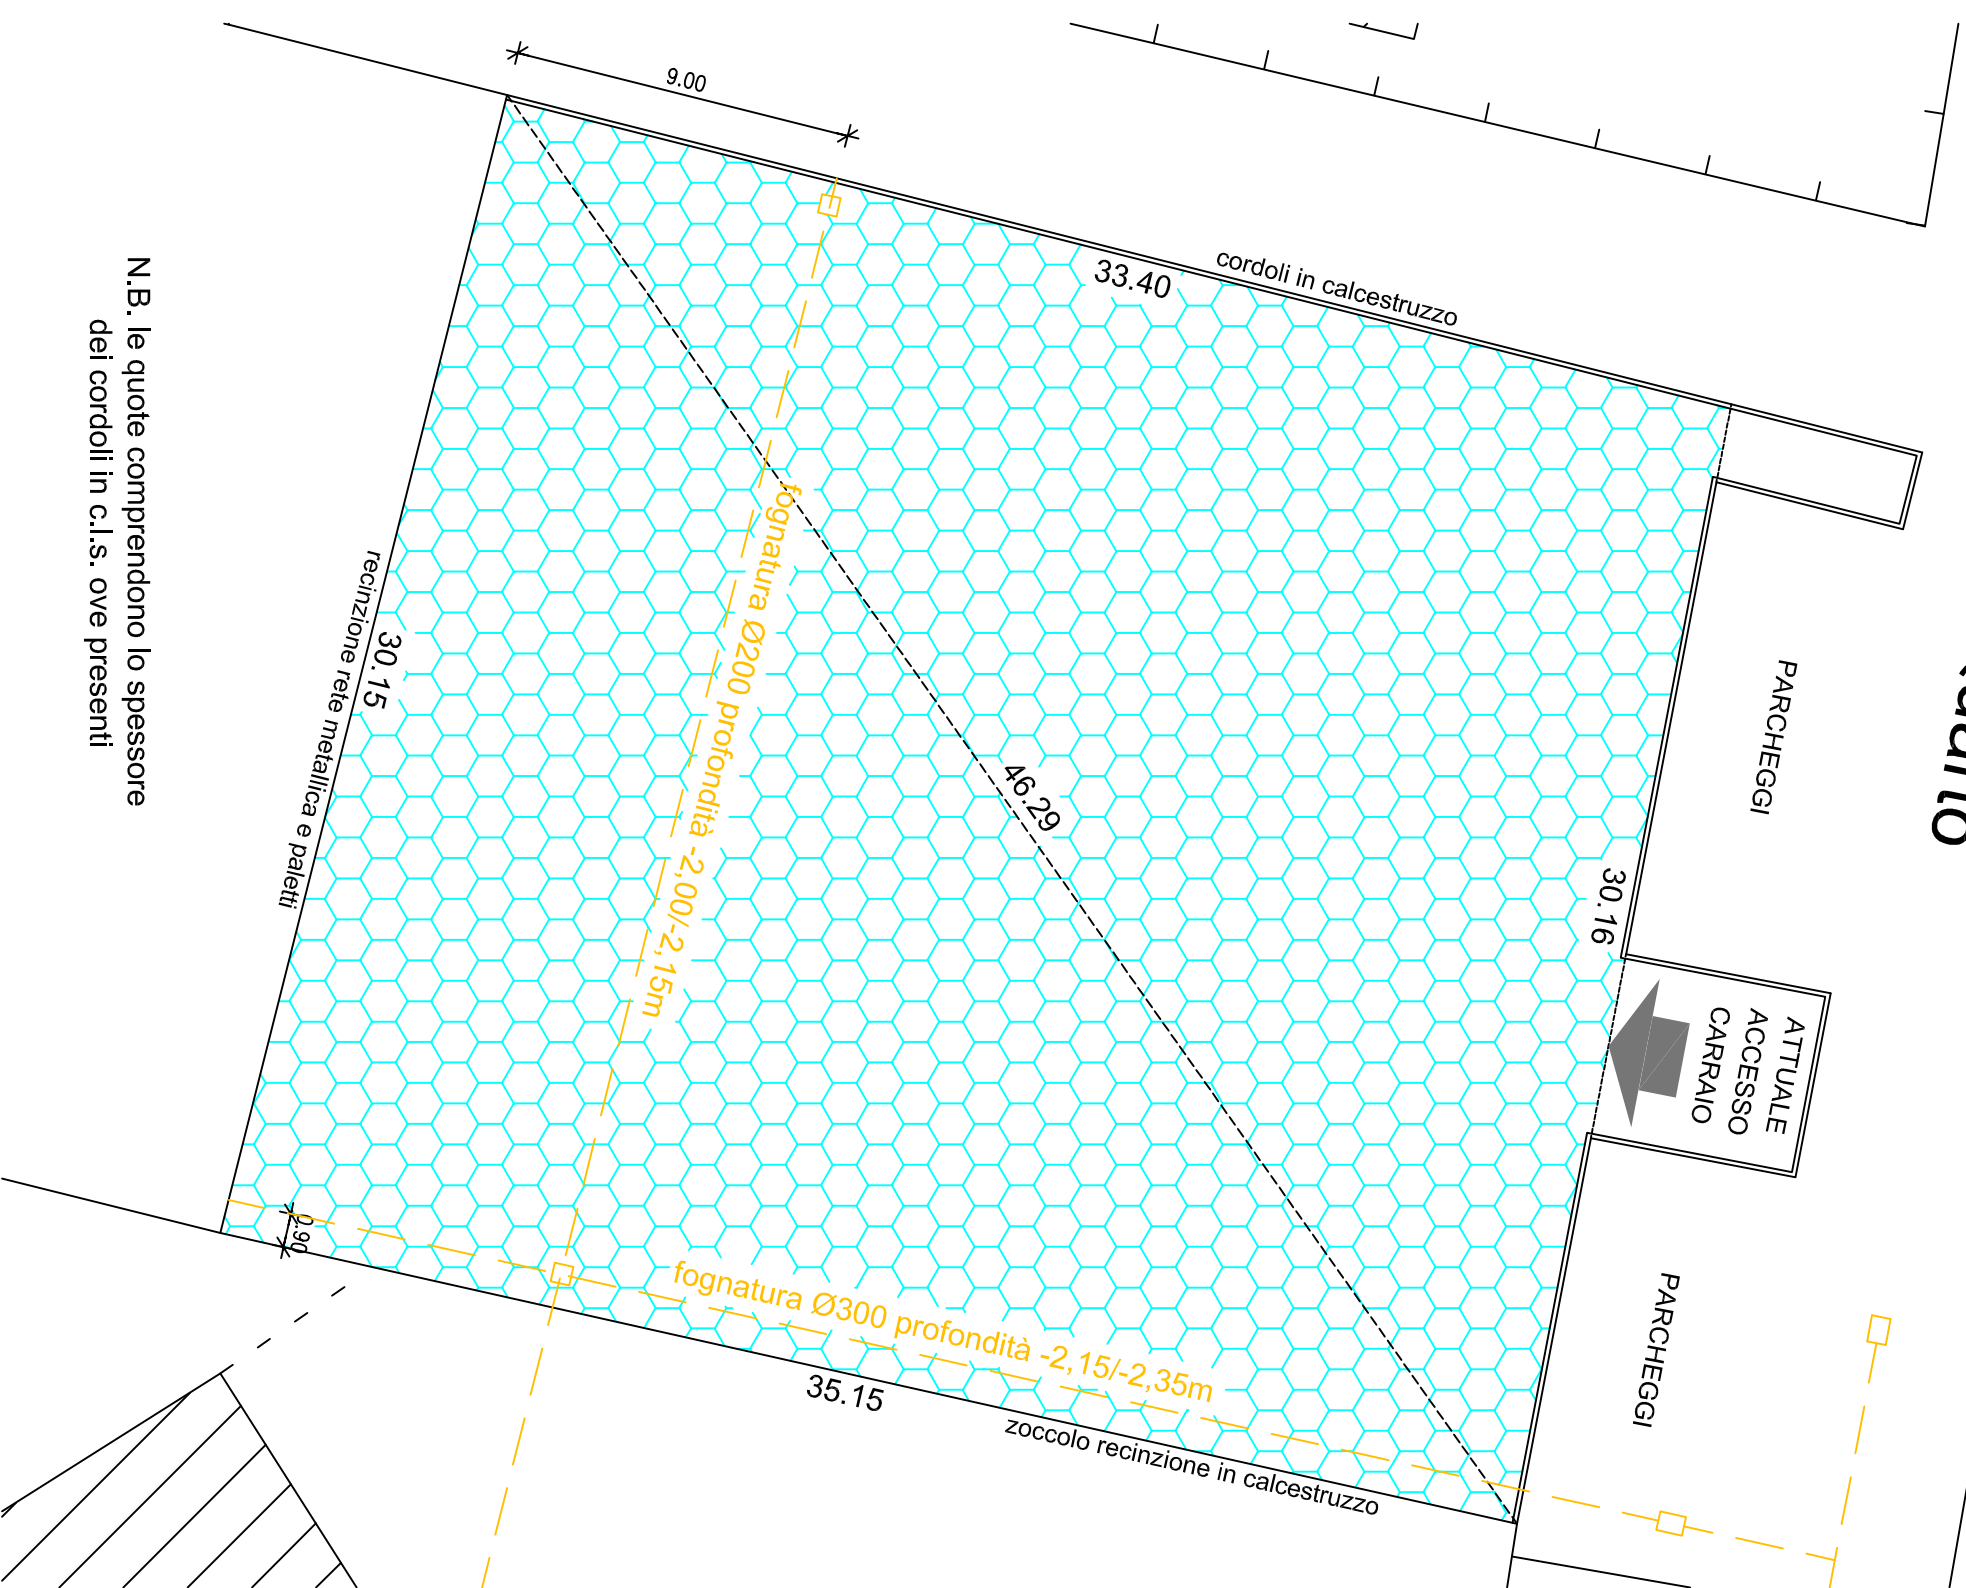 9.00
33.40
cordoli in calcestruzzo
N.B. le quote comprendono lo spessore
dei cordoli in c.l.s. ove presenti
recinzione rete metallica e paletti
30.15
fognatura Ø200 profondità -2,00/-2,15m
46.29
PARCHEGGI
30.16
ATTUALE
ACCESSO
CARRAIO
0.90
fognatura Ø300 profondità -2,15/-2,35m
35.15
zoccolo recinzione in calcestruzzo
PARCHEGGI